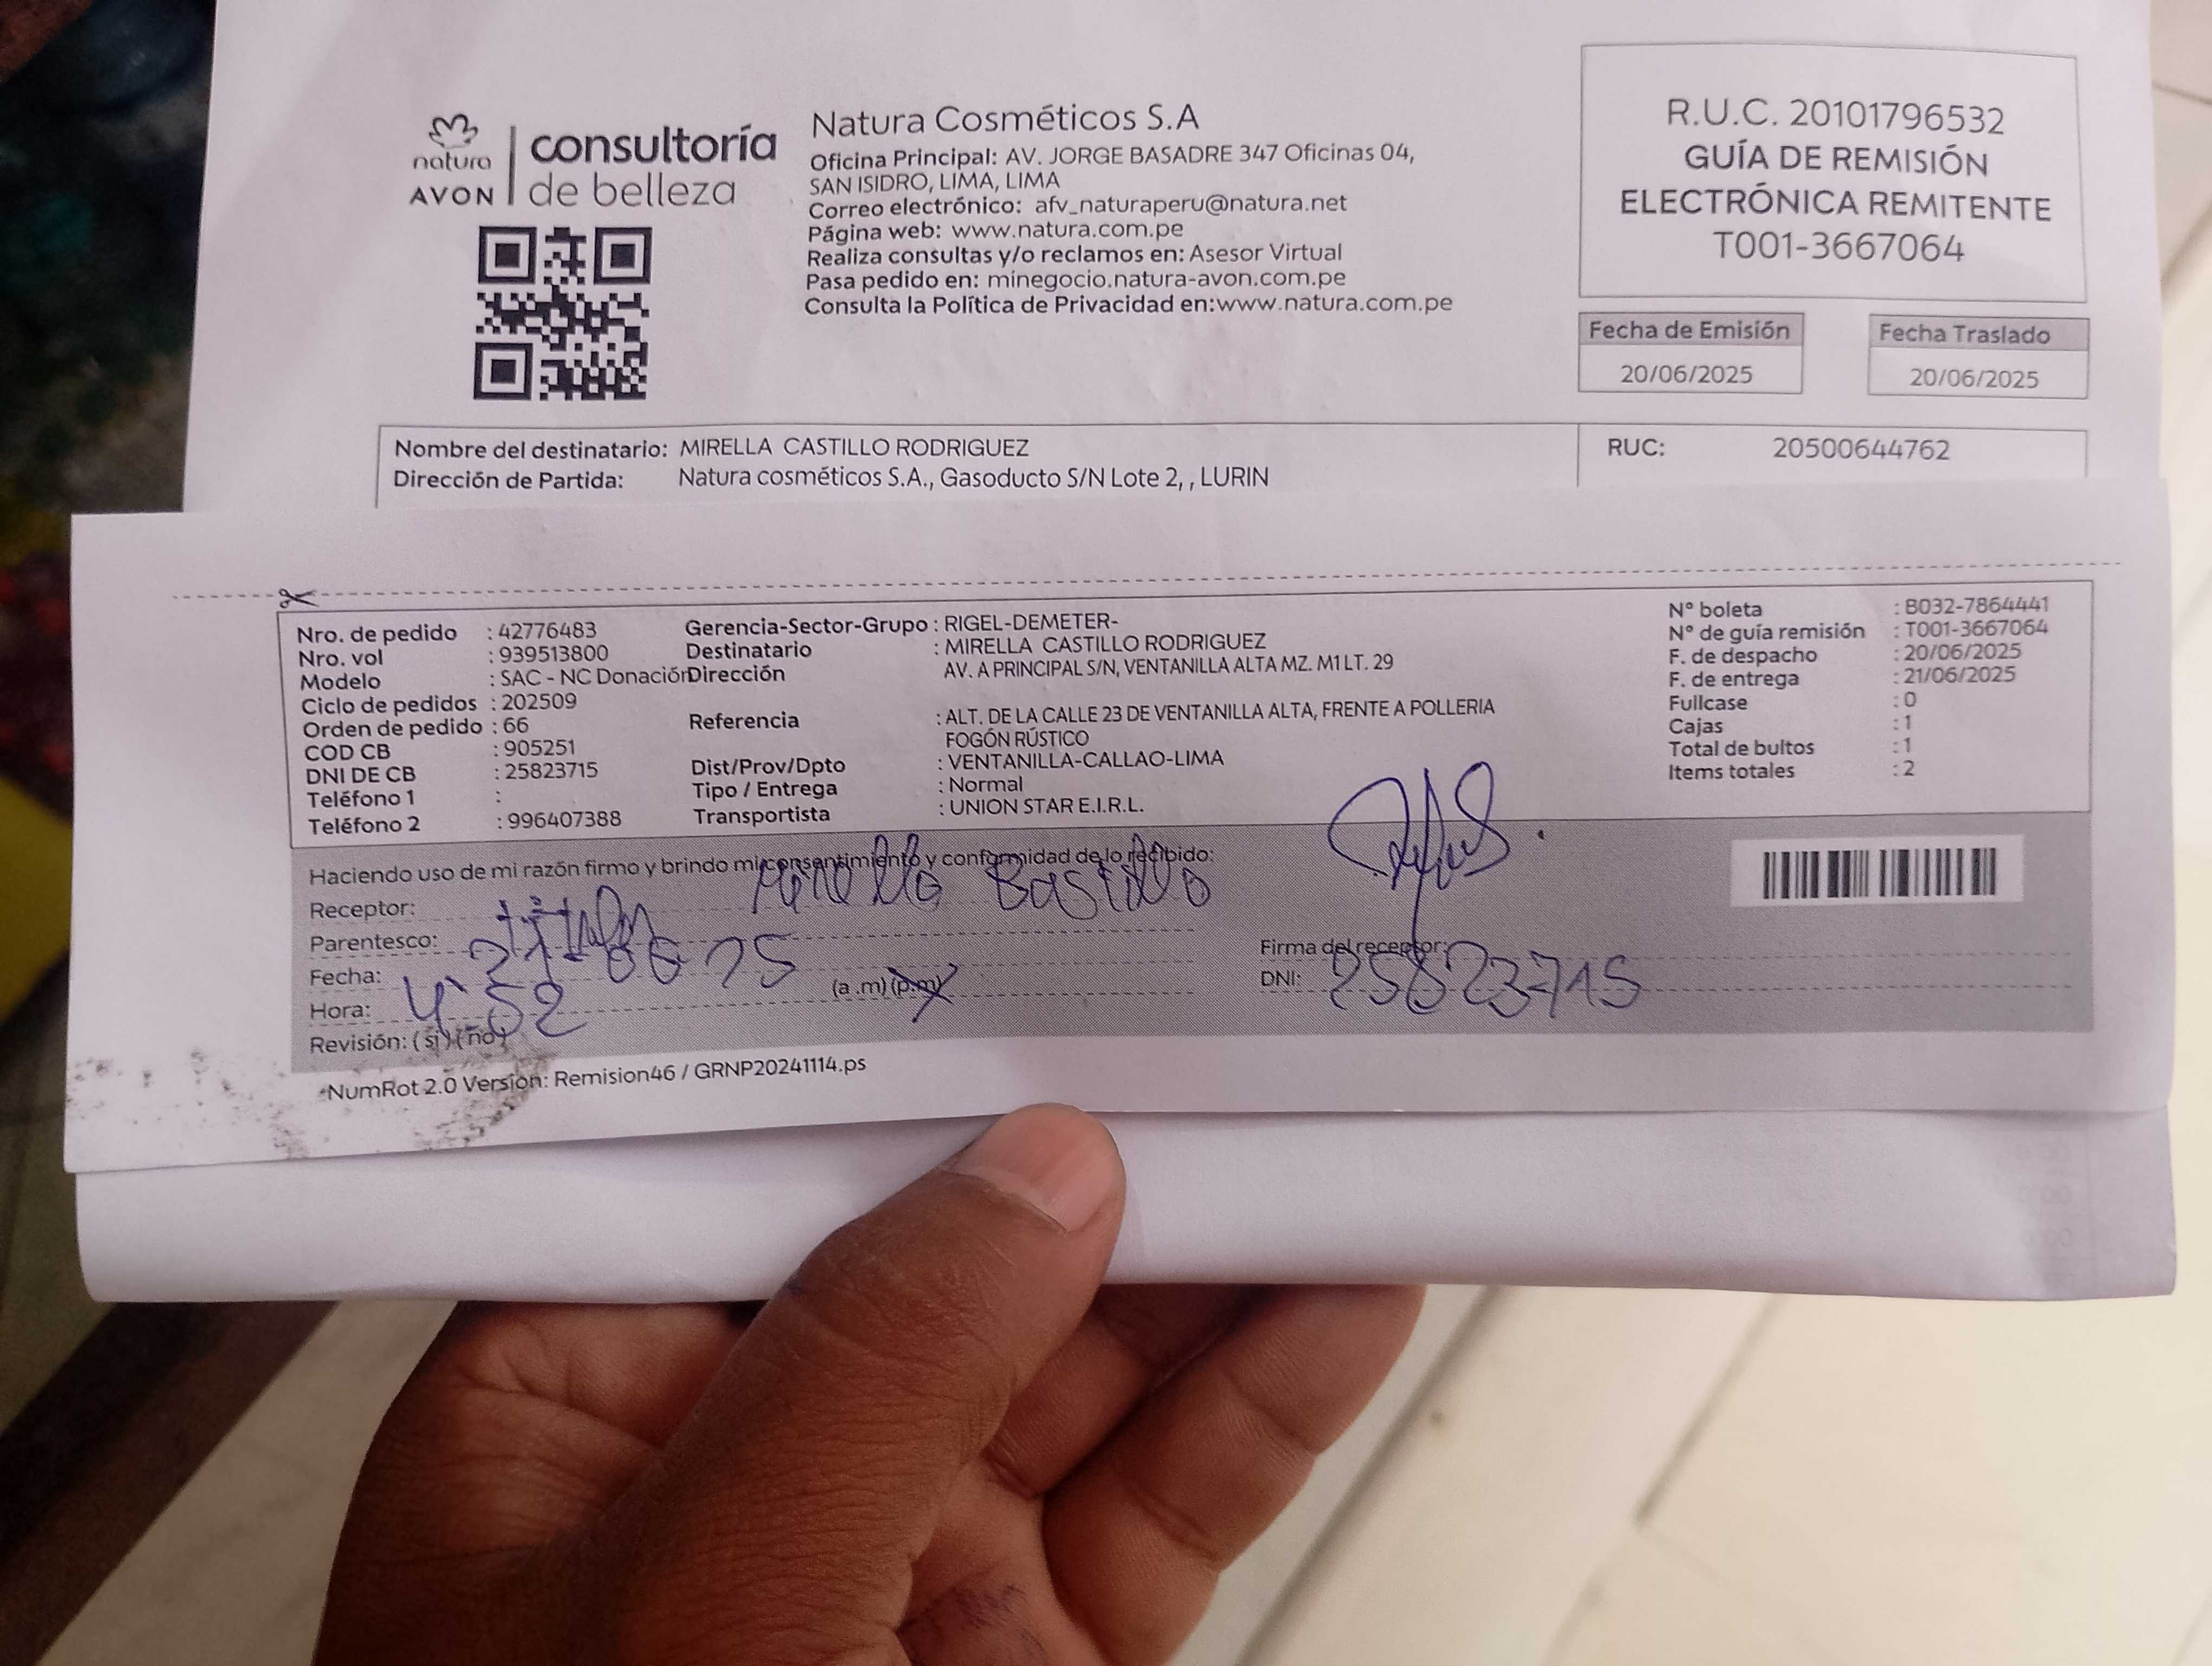 natura
AVON
consultoría
de belleza
Natura Cosméticos S.A
Oficina Principal: AV. JORGE BASADRE 347 Oficinas 04,
SAN ISIDRO, LIMA, LIMA
Correo electrónico: afv_naturaperu@natura.net
Página web: www.natura.com.pe
Realiza consultas y/o reclamos en: Asesor Virtual
Pasa pedido en: minegocio.natura-avon.com.pe
Consulta la Política de Privacidad en:www.natura.com.pe
R.U.C. 20101796532
GUÍA DE REMISIÓN
ELECTRÓNICA REMITENTE
T001-3667064
Fecha de Emisión
20/06/2025
Fecha Traslado
20/06/2025
Nombre del destinatario: MIRELLA CASTILLO RODRIGUEZ
RUC: 20500644762
Dirección de Partida: Natura cosméticos S.A., Gasoducto S/N Lote 2, , LURIN
Nro. de pedido : 42776483
Nro. vol : 939513800
Modelo : SAC - NC Donación
Ciclo de pedidos : 202509
Orden de pedido : 66
COD CB : 905251
DNI DE CB : 25823715
Teléfono 1 :
Teléfono 2 : 996407388
Gerencia-Sector-Grupo : RIGEL-DEMETER-
Destinatario : MIRELLA CASTILLO RODRIGUEZ
Dirección AV. A PRINCIPAL S/N, VENTANILLA ALTA MZ. M1 LT. 29
Referencia : ALT. DE LA CALLE 23 DE VENTANILLA ALTA, FRENTE A POLLERIA
FOGÓN RÚSTICO
Dist/Prov/Dpto : VENTANILLA-CALLAO-LIMA
Tipo / Entrega : Normal
Transportista : UNION STAR E.I.R.L.
N° boleta : B032-7864441
N° de guía remisión : T001-3667064
F. de despacho : 20/06/2025
F. de entrega : 21/06/2025
Fullcase : 0
Cajas : 1
Total de bultos : 1
Items totales : 2
Haciendo uso de mi razón firmo y brindo mi consentimiento y conformidad de lo recibido:
Receptor:
Parentesco:
Fecha: 21-06-25
Hora: 4:52 (a .m) (p.m)
Revisión: ( si ) ( no )
Firma del receptor:
DNI: 25823715
*NumRot 2.0 Version: Remision46 / GRNP20241114.ps